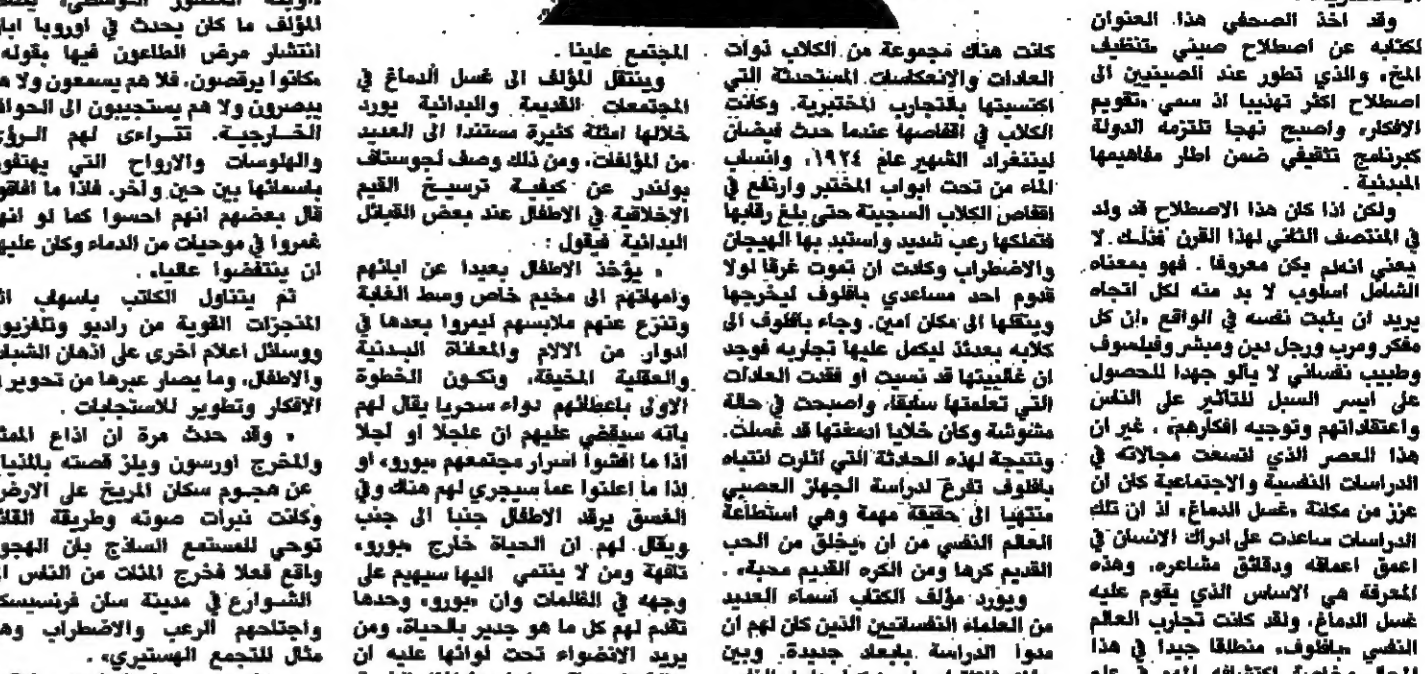 وقد اخذ الصحفي هذا العنوان
لكتابه عن اصطلاح صيني «تنظيف
المخ» والذي تطور عند الصينيين الى
اصطلاح اكثر تهذيبا اذ سمي «تقويم
الافكار» واصبح نهجا تلتزمه الدولة
كبرنامج تثقيفي ضمن اطار مفاهيمها
المبدئية .
ولكن اذا كان هذا الاصطلاح قد ولد
في المنتصف الثاني لهذا القرن فذلك لا
يعني انه لم يكن معروفا . فهو بمعناه
الشامل اسلوب لا بد منه لكل اتجاه
يريد ان يثبت نفسه في الواقع «ان كل
مفكر ومرب ورجل دين ومبشر وفيلسوف
وطبيب نفساني لا يالو جهدا للحصول
على ايسر السبل للتأثير على الناس
واعتقاداتهم وتوجيه افكارهم» . غير ان
هذا العصر الذي اتسعت مجالاته في
الدراسات النفسية والاجتماعية كان ان
عزز من مكانة «غسل الدماغ» اذ ان تلك
الدراسات ساعدت على ادراك الانسان في
اعمق اعماقه ودقائق مشاعره، وهذه
المعرفة هي الاساس الذي يقوم عليه
غسل الدماغ، ولقد كانت تجارب العالم
النفسي «بافلوف» منطلقا جيدا في هذا
كانت هناك مجموعة من الكلاب ذوات
العادات والإنعكاسات المستحدثة التي
اكتسبتها بالتجارب المختبرية. وكانت
الكلاب في اقفاصها عندما حدث فيضان
ليننغراد الشهير عام ١٩٢٤، وانساب
الماء من تحت ابواب المختبر وارتفع في
اقفاص الكلاب السجينة حتى بلغ رقابها
فتملكها رعب شديد واستبد بها الهيجان
والاضطراب وكادت ان تموت غرقا لولا
قدوم احد مساعدي بافلوف ليخرجها
وينقلها الى مكان امين. وجاء بافلوف الى
كلابه بعدئذ ليكمل عليها تجاربه فوجد
ان غالبيتها قد نسيت او فقدت العادات
التي تعلمتها سابقا، واصبحت في حالة
مشوشة وكأن خلايا ادمغتها قد غسلت.
ونتيجة لهذه الحادثة التي اثارت انتباه
بافلوف تفرغ لدراسة الجهاز العصبي
منتهيا الى حقيقة مهمة وهي استطاعة
العالم النفسي من ان «يخلق من الحب
القديم كرها ومن الكره القديم محبة» .
ويورد مؤلف الكتاب اسماء العديد
من العلماء النفسانيين الذين كان لهم ان
مدوا الدراسة بابعاد جديدة. وبين
المجتمع علينا .
وينتقل المؤلف الى غسل الدماغ في
المجتمعات القديمة والبدائية يورد
خلالها امثلة كثيرة مستندا الى العديد
من المؤلفات، ومن ذلك وصف لجوستاف
بولندر عن كيفية ترسيخ القيم
الاخلاقية في الاطفال عند بعض القبائل
البدائية فيقول :
« يؤخذ الاطفال بعيدا عن ابائهم
وامهاتهم الى مخيم خاص وسط الغابة
وتنزع عنهم ملابسهم ليمروا بعدها في
ادوار من الالام والمعاناة البدنية
والعقلية المخيفة، وتكون الخطوة
الاولى باعطائهم دواء سحريا يقال لهم
بأنه سيقضي عليهم ان عاجلا او آجلا
اذا ما افشوا اسرار مجتمعهم «بورو» او
اذا ما اعلنوا عما سيجري لهم هناك وفي
الغسق يرقد الاطفال جنبا الى جنب
ويقال لهم ان الحياة خارج «بورو»
تافهة ومن لا ينتمي اليها سيهيم على
وجهه في الظلمات وان «بورو» وحدها
تقدم لهم كل ما هو جدير بالحياة، ومن
يريد الانضواء تحت لوائها عليه ان
المؤلف ما كان يحدث في اوروبا ابان
انتشار مرض الطاعون فيها بقوله
«كانوا يرقصون، فلا هم يسمعون ولا
يبصرون ولا هم يستجيبون الى
الخارجية. تتراءى لهم
والهلوسات والارواح التي
باسمائها بين حين وآخر، فاذا ما
قال بعضهم انهم احسوا كما لو
غمروا في موجات من الدماء وكان
ان ينتفضوا عاليا» .
ثم يتناول الكاتب باسهاب
المنجزات القوية من راديو
ووسائل اعلام اخرى على اذهان
والاطفال، وما يصار عبرها من تحوير
الافكار وتطوير للاستجابات .
« وقد حدث مرة ان اذاع
والمخرج اورسون ويلز قصته
عن هجوم سكان المريخ على
وكانت نبرات صوته وطريقة
توحي للمستمع الساذج بان
واقع فعلا فخرج المئات من الناس
الشوارع في مدينة سان
واجتاحهم الرعب والاضطراب
مثال للتجمع الهستيري» .